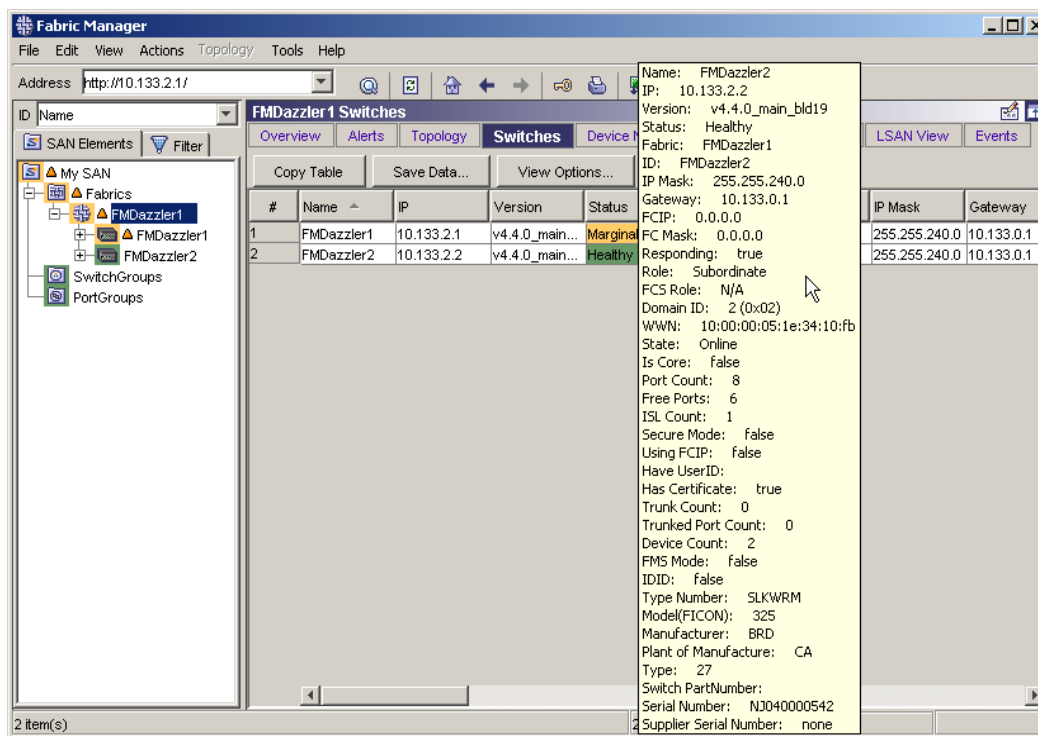 Fabric Manager
File Edit View Actions Topology Tools Help
Address http://10.133.2.1/
ID Name
SAN Elements Filter
My SAN
Fabrics
FMDazzler1
FMDazzler1
FMDazzler2
SwitchGroups
PortGroups
FMDazzler1 Switches
Overview Alerts Topology Switches Device LSAN View Events
Copy Table Save Data... View Options...
# Name IP Version Status IP Mask Gateway
1 FMDazzler1 10.133.2.1 v4.4.0_main... Marginal 255.255.240.0 10.133.0.1
2 FMDazzler2 10.133.2.2 v4.4.0_main... Healthy 255.255.240.0 10.133.0.1
Name: FMDazzler2
IP: 10.133.2.2
Version: v4.4.0_main_bld19
Status: Healthy
Fabric: FMDazzler1
ID: FMDazzler2
IP Mask: 255.255.240.0
Gateway: 10.133.0.1
FCIP: 0.0.0.0
FC Mask: 0.0.0.0
Responding: true
Role: Subordinate
FCS Role: N/A
Domain ID: 2 (0x02)
WWN: 10:00:00:05:1e:34:10:fb
State: Online
Is Core: false
Port Count: 8
Free Ports: 6
ISL Count: 1
Secure Mode: false
Using FCIP: false
Have UserID:
Has Certificate: true
Trunk Count: 0
Trunked Port Count: 0
Device Count: 2
FMS Mode: false
IDID: false
Type Number: SLKWRM
Model(FICON): 325
Manufacturer: BRD
Plant of Manufacture: CA
Type: 27
Switch PartNumber:
Serial Number: NJ040000542
Supplier Serial Number: none
2 item(s)